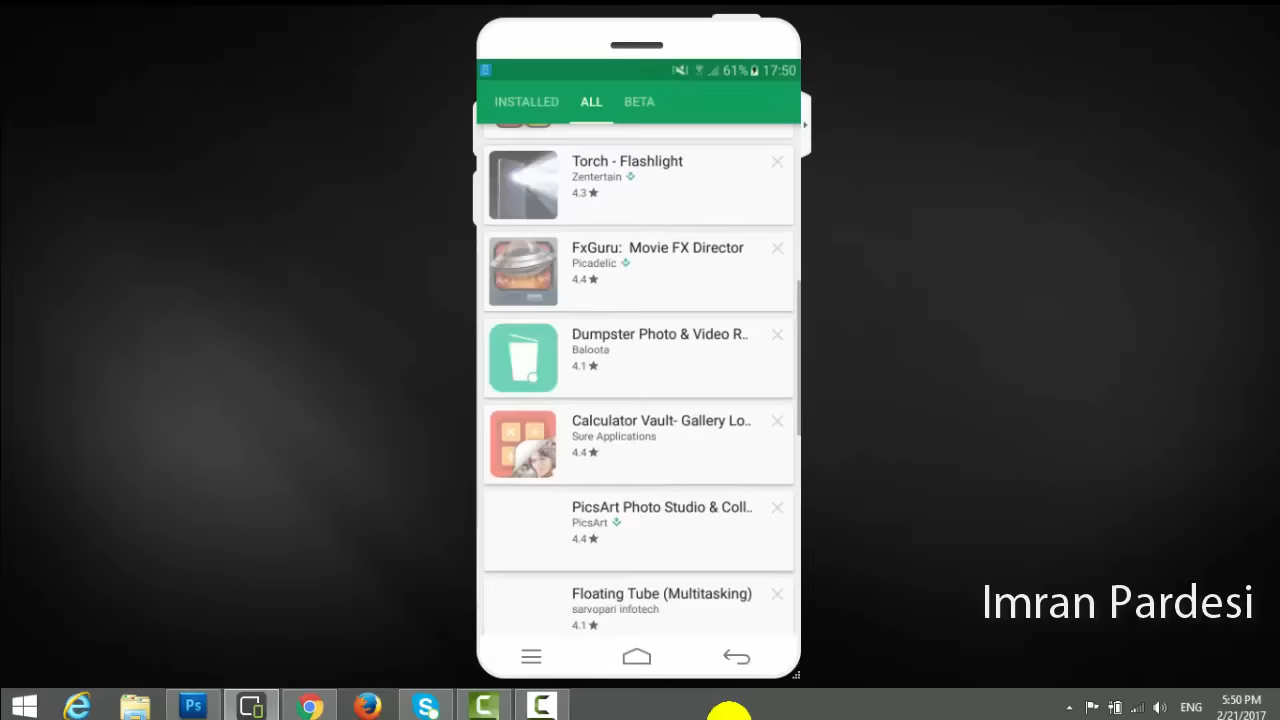 61% 17:50
INSTALLED ALL BETA
Torch - Flashlight
Zentertain
4.3★
FxGuru: Movie FX Director
Picadelic
4.4★
Dumpster Photo & Video R..
Baloota
4.1★
Calculator Vault- Gallery Lo..
Sure Applications
4.4★
PicsArt Photo Studio & Coll..
PicsArt
4.4★
Floating Tube (Multitasking)
sarvopari infotech
4.1★
Imran Pardesi
Ps
ENG
5:50 PM
2/21/2017